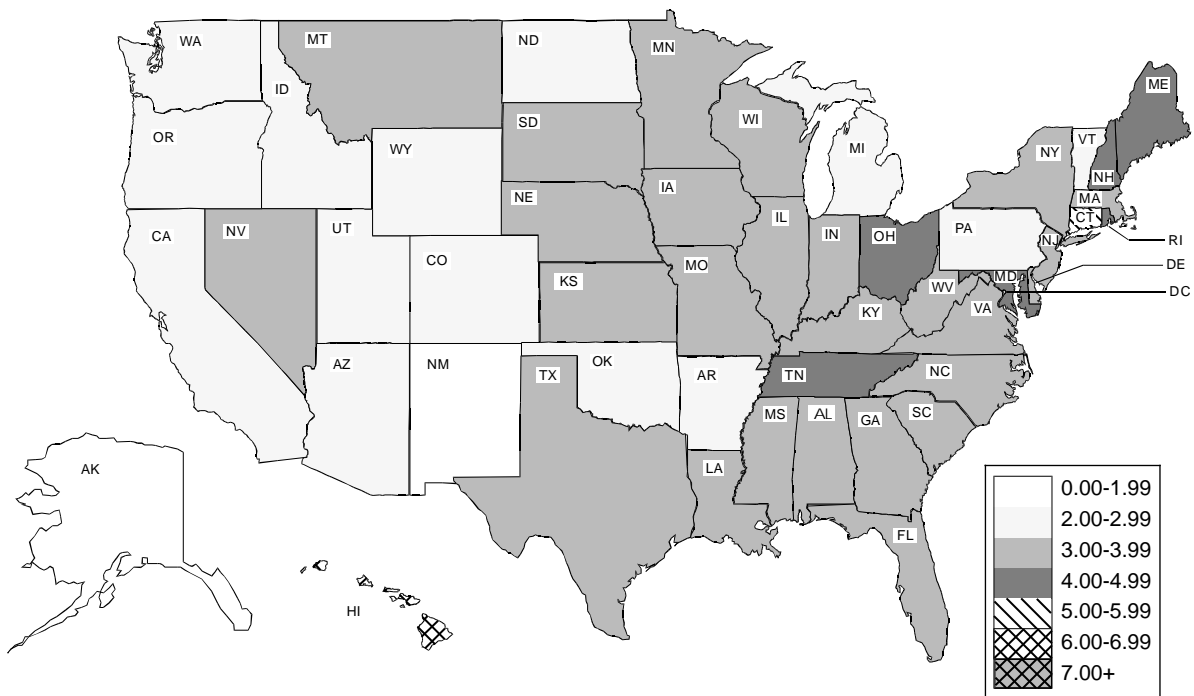 WA
MT
ND
MN
ME
ID
OR
SD
WI
VT
NY
MI
WY
NH
IA
NE
MA
CT
CA
NV
UT
IL
IN
OH
PA
NJ
RI
CO
MO
KS
DE
MD
WV
DC
VA
KY
AZ
NM
OK
AR
TX
TN
NC
MS
AL
GA
SC
AK
LA
FL
HI
0.00-1.99
2.00-2.99
3.00-3.99
4.00-4.99
5.00-5.99
6.00-6.99
7.00+